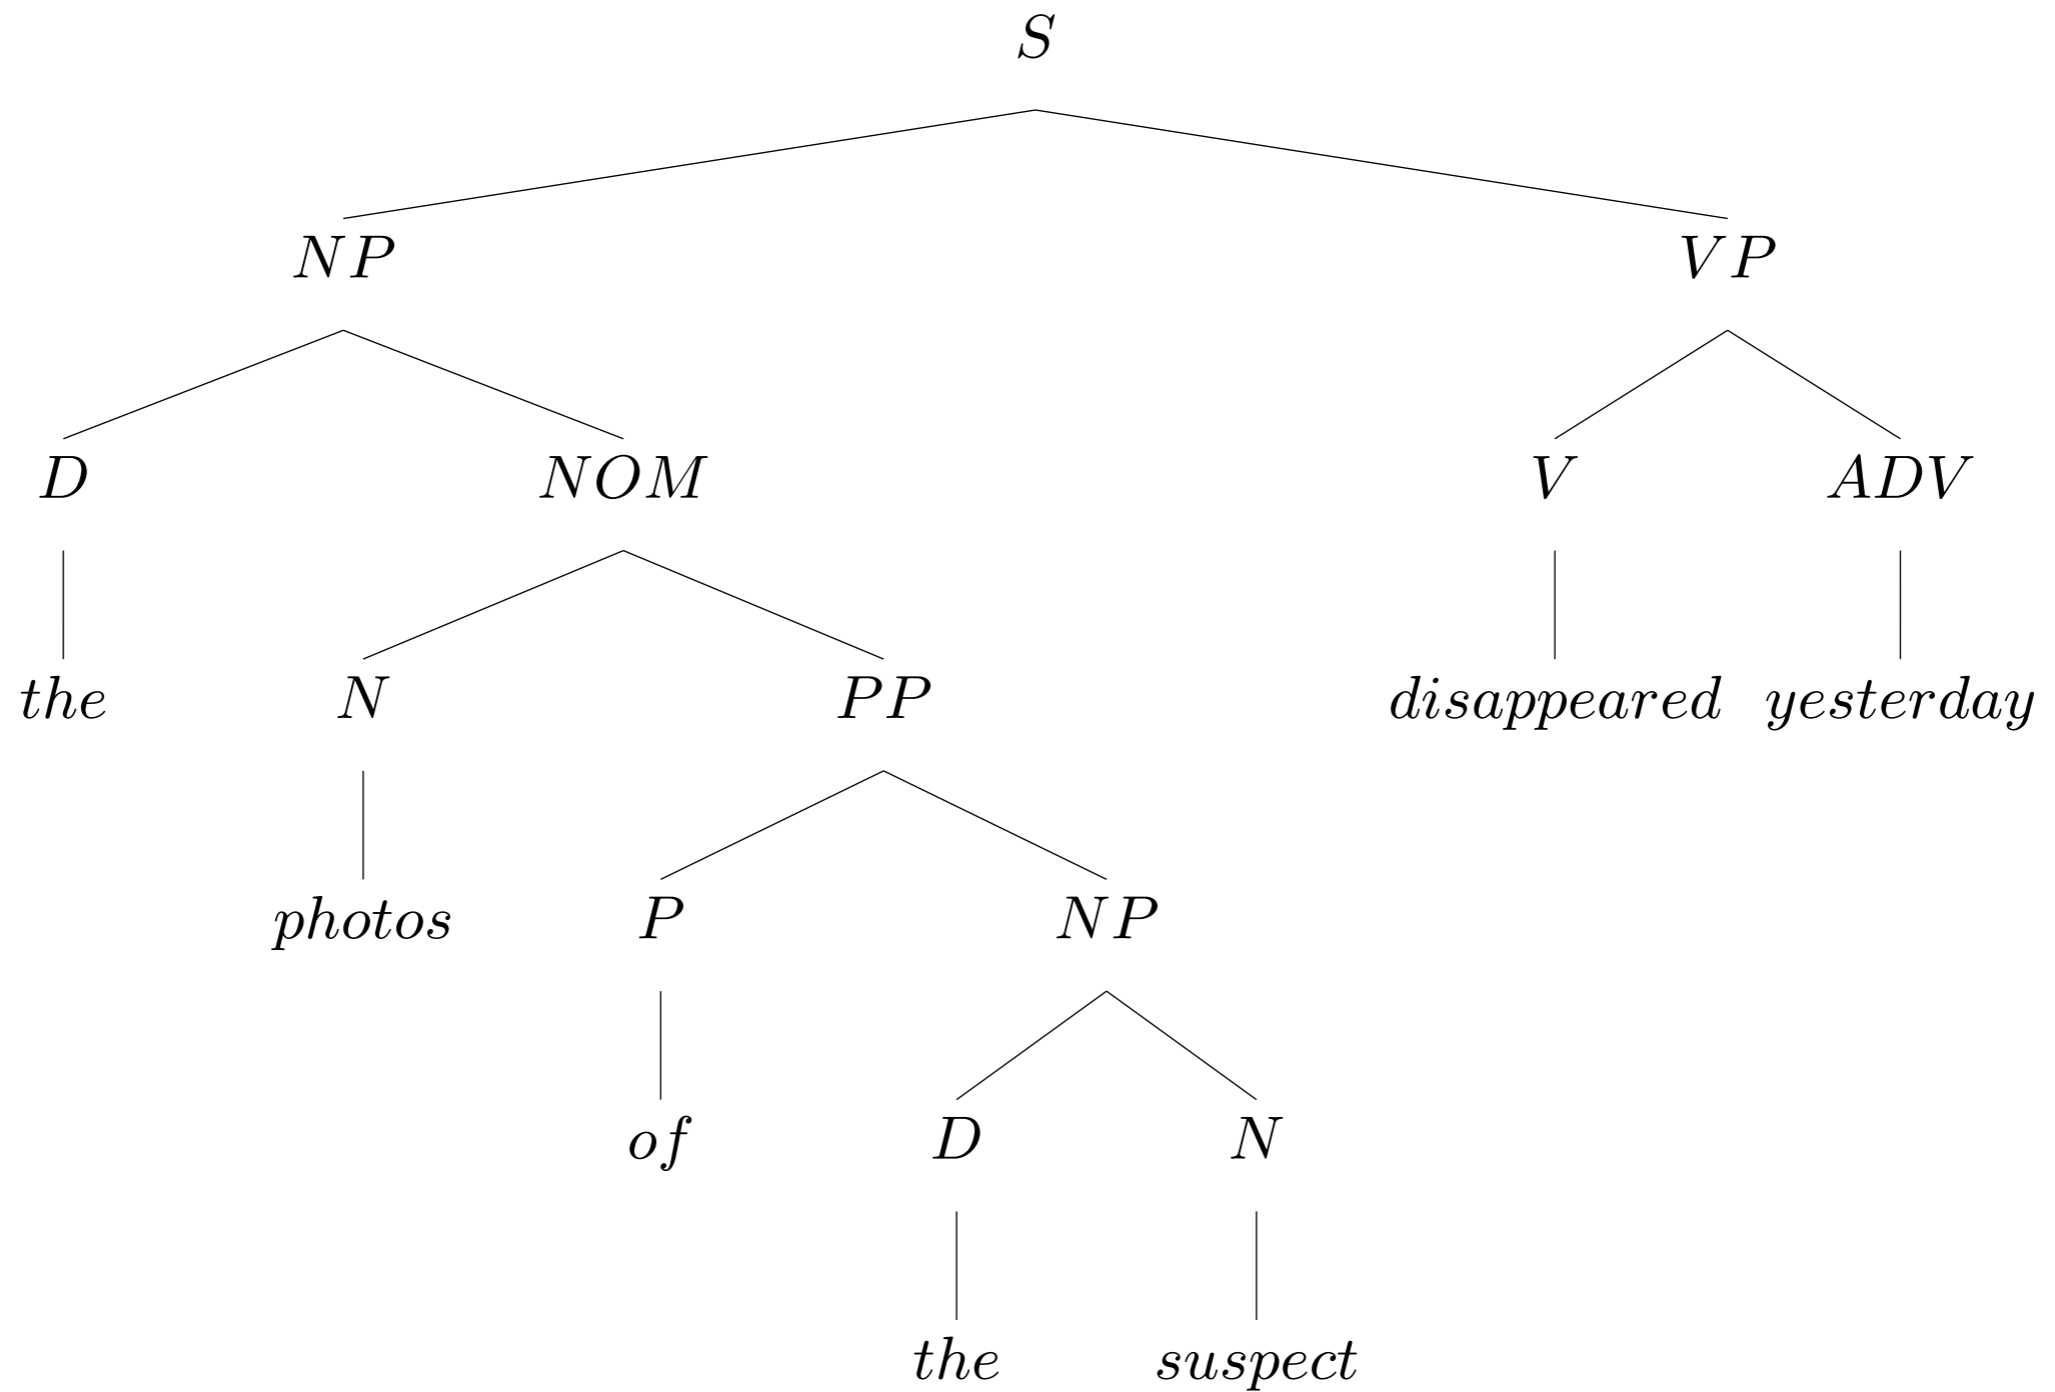 S
NP VP
D NOM V ADV
the N PP disappeared yesterday
photos P NP
of D N
the suspect